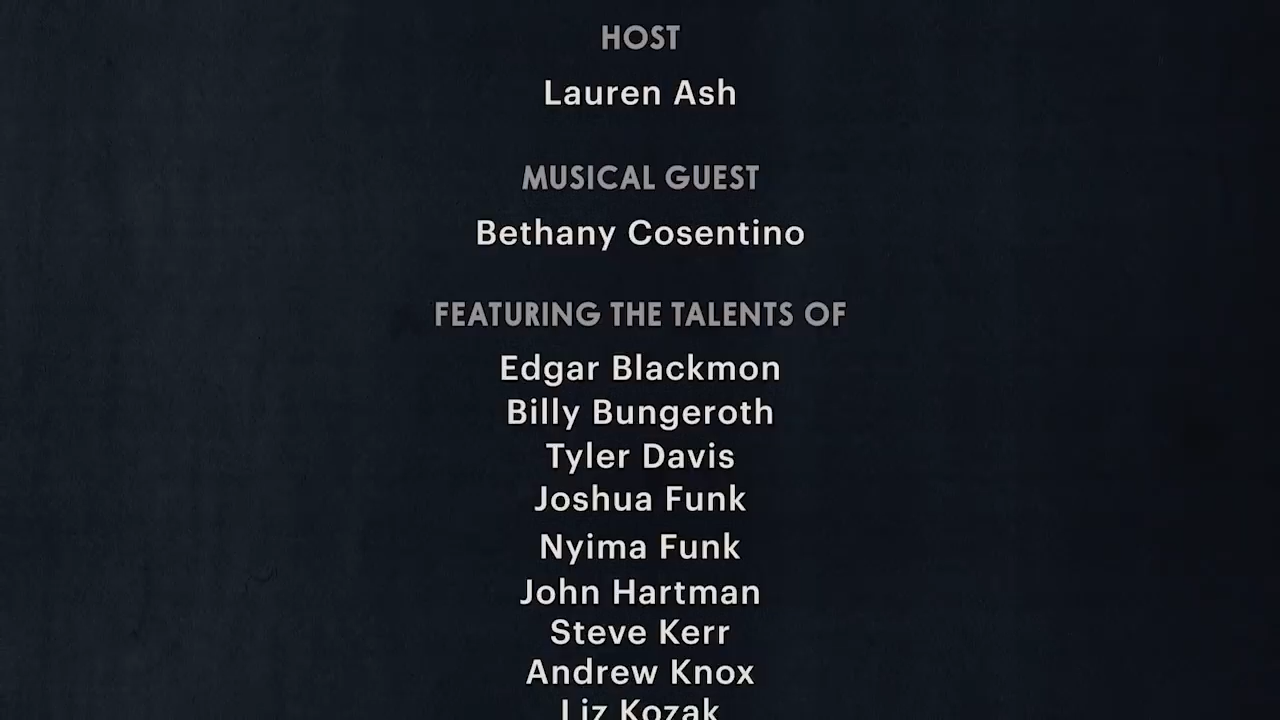 HOST
Lauren Ash
MUSICAL GUEST
Bethany Cosentino
FEATURING THE TALENTS OF
Edgar Blackmon
Billy Bungeroth
Tyler Davis
Joshua Funk
Nyima Funk
John Hartman
Steve Kerr
Andrew Knox
Liz Kozak